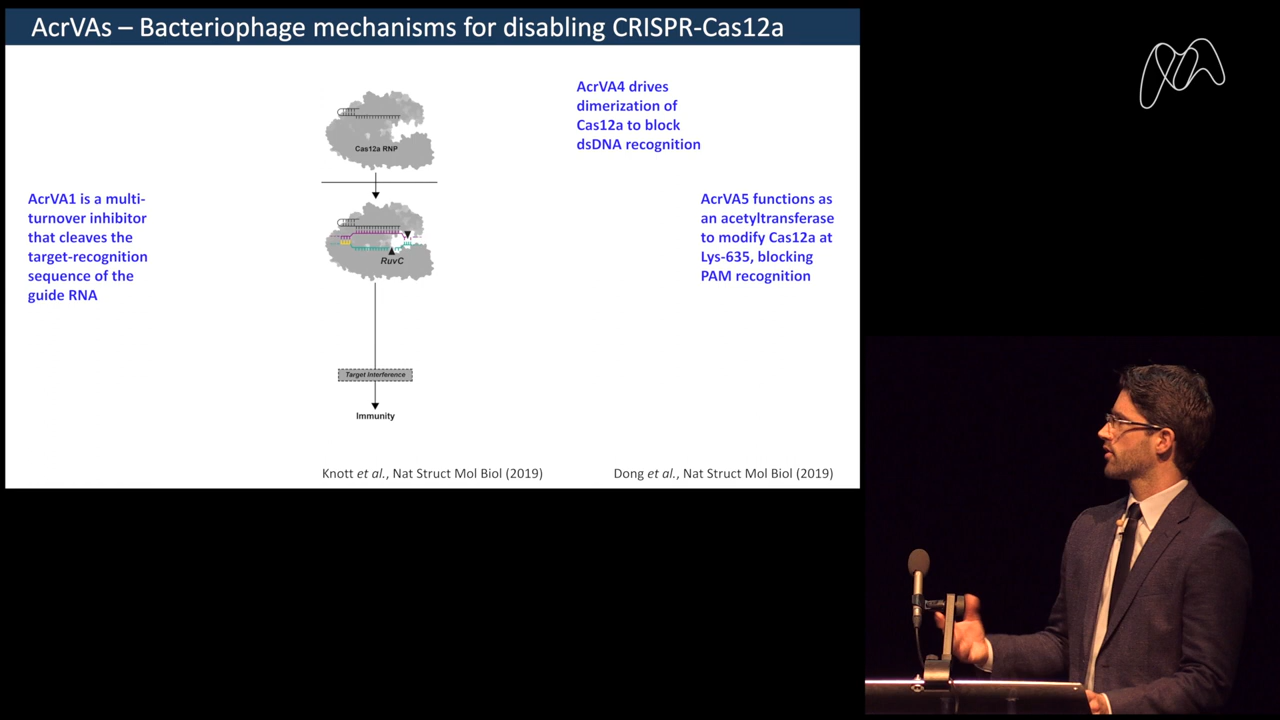 AcrVAs – Bacteriophage mechanisms for disabling CRISPR-Cas12a
AcrVA4 drives
dimerization of
Cas12a to block
dsDNA recognition
Cas12a RNP
AcrVA1 is a multi-
turnover inhibitor
that cleaves the
target-recognition
sequence of the
guide RNA
AcrVA5 functions as
an acetyltransferase
to modify Cas12a at
Lys-635, blocking
PAM recognition
RuvC
Target Interference
Immunity
Knott et al., Nat Struct Mol Biol (2019)
Dong et al., Nat Struct Mol Biol (2019)